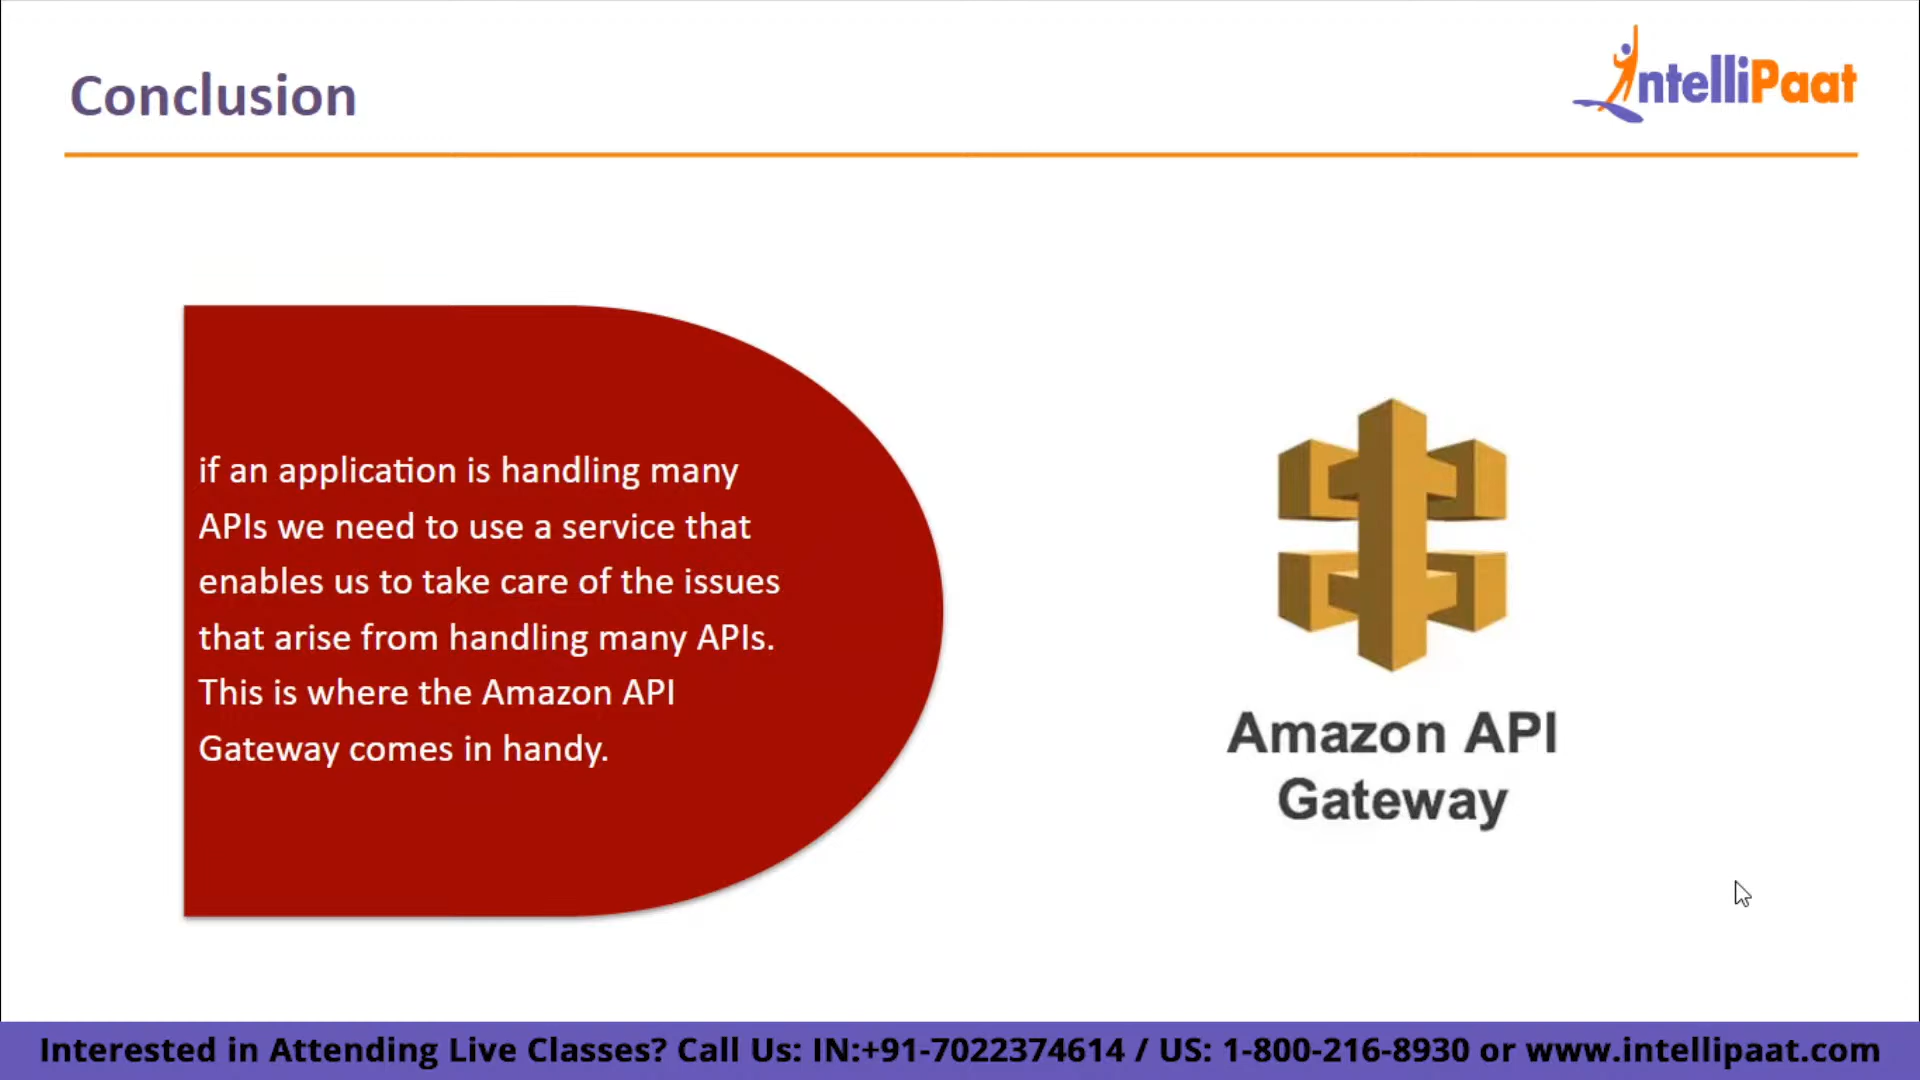 Conclusion
IntelliPaat
if an application is handling many
APIs we need to use a service that
enables us to take care of the issues
that arise from handling many APIs.
This is where the Amazon API
Gateway comes in handy.
Amazon API
Gateway
Interested in Attending Live Classes? Call Us: IN:+91-7022374614 / US: 1-800-216-8930 or www.intellipaat.com